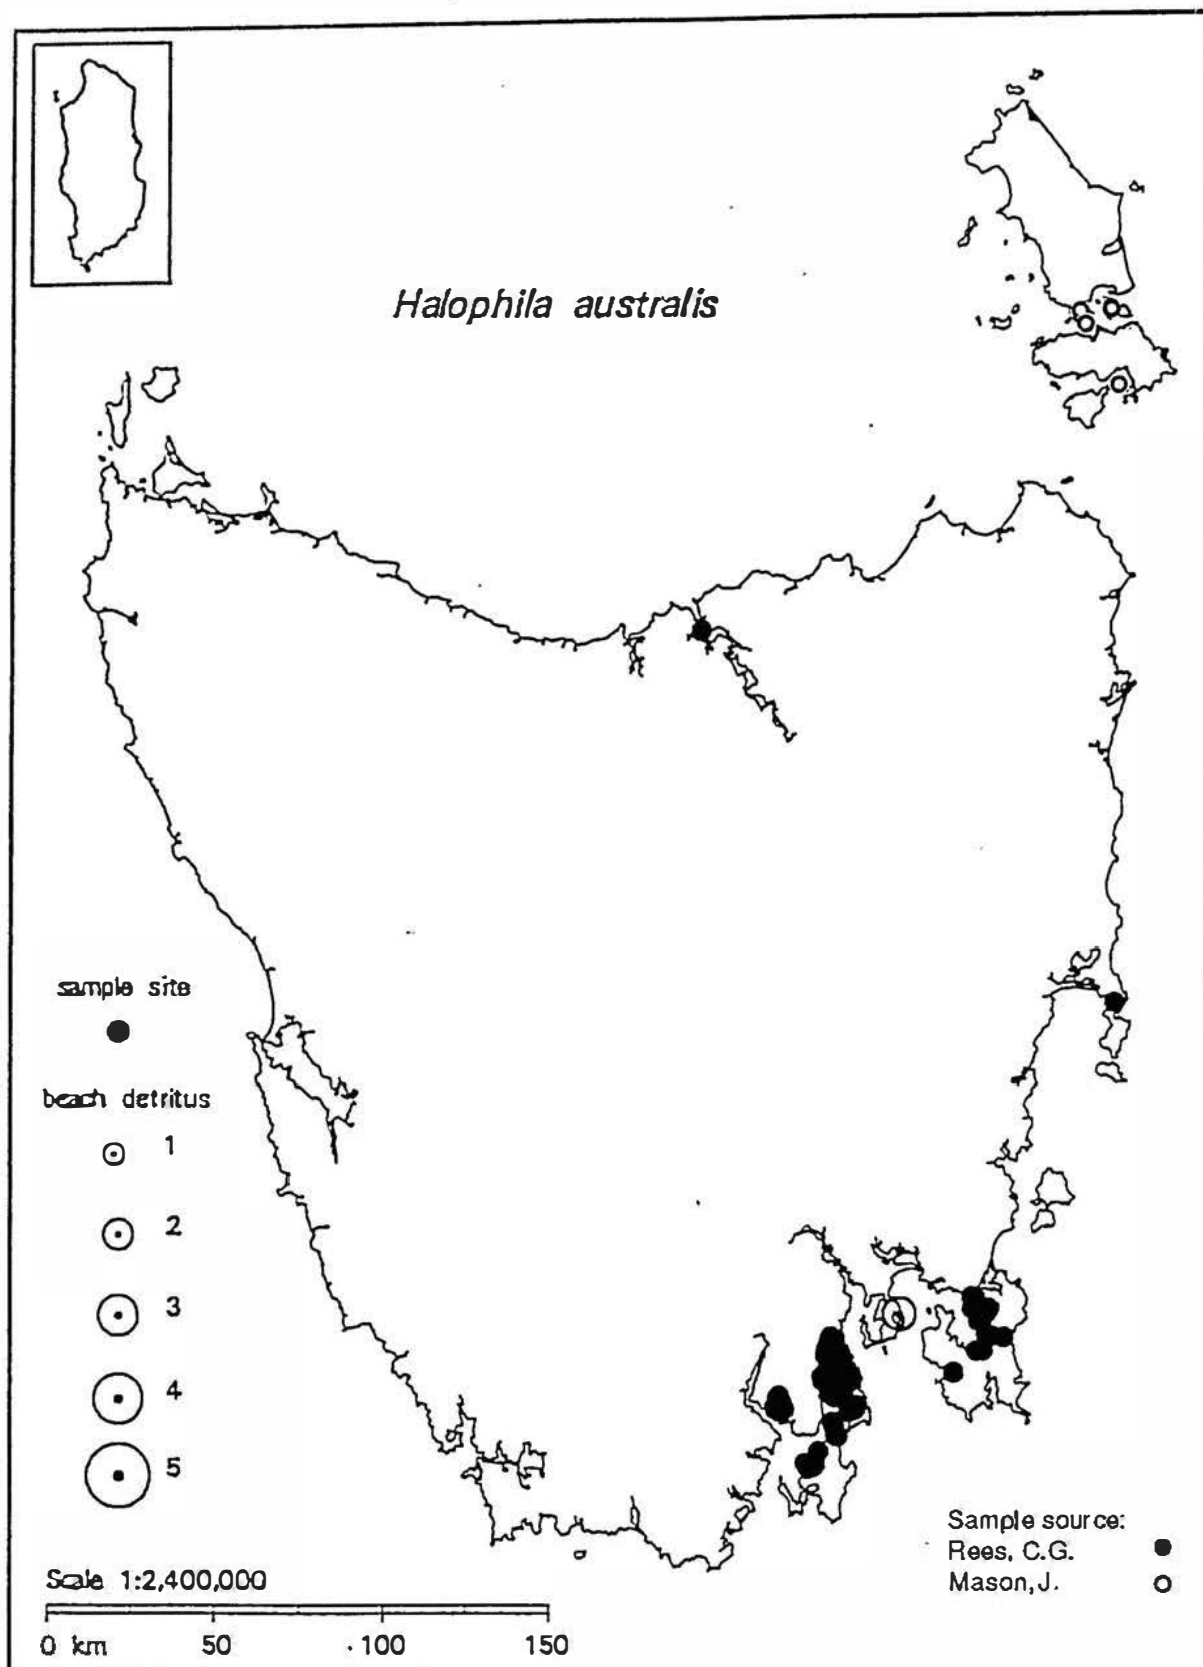 Halophila australis
sample site
beach detritus
1
2
3
4
5
Sample source:
Rees, C.G.
Mason, J.
Scale 1:2,400,000
0 km 50 100 150